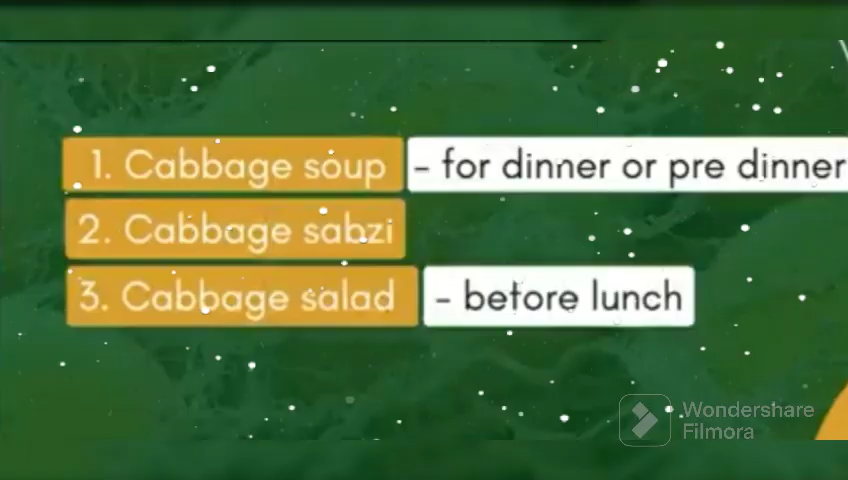 1. Cabbage soup - for dinner or pre dinner
2. Cabbage sabzi
3. Cabbage salad - before lunch
Wondershare
Filmora